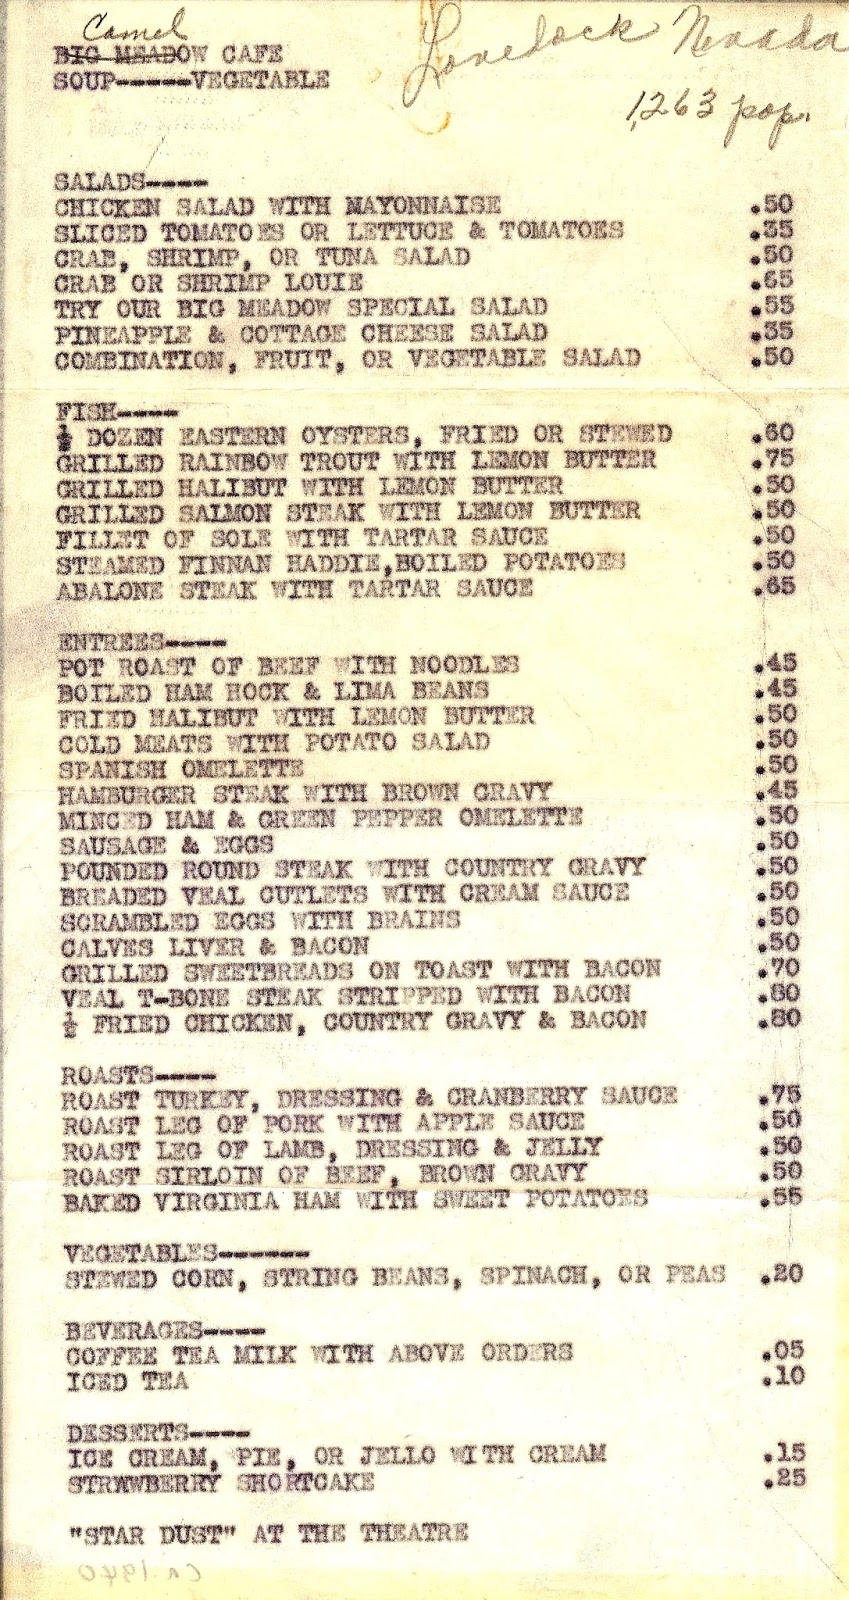 Camel
BIG MEADOW CAFE
Lovelock Nevada
SOUP-----VEGETABLE
1,263 pop.
SALADS----
CHICKEN SALAD WITH MAYONNAISE .50
SLICED TOMATOES OR LETTUCE & TOMATOES .35
CRAB, SHRIMP, OR TUNA SALAD .50
CRAB OR SHRIMP LOUIE .65
TRY OUR BIG MEADOW SPECIAL SALAD .55
PINEAPPLE & COTTAGE CHEESE SALAD .35
COMBINATION, FRUIT, OR VEGETABLE SALAD .50
FISH----
½ DOZEN EASTERN OYSTERS, FRIED OR STEWED .60
GRILLED RAINBOW TROUT WITH LEMON BUTTER .75
GRILLED HALIBUT WITH LEMON BUTTER .50
GRILLED SALMON STEAK WITH LEMON BUTTER .50
FILLET OF SOLE WITH TARTAR SAUCE .50
STEAMED FINNAN HADDIE,BOILED POTATOES .50
ABALONE STEAK WITH TARTAR SAUCE .65
ENTREES----
POT ROAST OF BEEF WITH NOODLES .45
BOILED HAM HOCK & LIMA BEANS .45
FRIED HALIBUT WITH LEMON BUTTER .50
COLD MEATS WITH POTATO SALAD .50
SPANISH OMELETTE .50
HAMBURGER STEAK WITH BROWN GRAVY .45
MINCED HAM & GREEN PEPPER OMELETTE .50
SAUSAGE & EGGS .50
POUNDED ROUND STEAK WITH COUNTRY GRAVY .50
BREADED VEAL CUTLETS WITH CREAM SAUCE .50
SCRAMBLED EGGS WITH BRAINS .50
CALVES LIVER & BACON .50
GRILLED SWEETBREADS ON TOAST WITH BACON .70
VEAL T-BONE STEAK STRIPPED WITH BACON .80
½ FRIED CHICKEN, COUNTRY GRAVY & BACON .80
ROASTS----
ROAST TURKEY, DRESSING & CRANBERRY SAUCE .75
ROAST LEG OF PORK WITH APPLE SAUCE .50
ROAST LEG OF LAMB, DRESSING & JELLY .50
ROAST SIRLOIN OF BEEF, BROWN GRAVY .50
BAKED VIRGINIA HAM WITH SWEET POTATOES .55
VEGETABLES------
STEWED CORN, STRING BEANS, SPINACH, OR PEAS .20
BEVERAGES----
COFFEE TEA MILK WITH ABOVE ORDERS .05
ICED TEA .10
DESSERTS----
ICE CREAM, PIE, OR JELLO WITH CREAM .15
STRAWBERRY SHORTCAKE .25
"STAR DUST" AT THE THEATRE
ca 1940